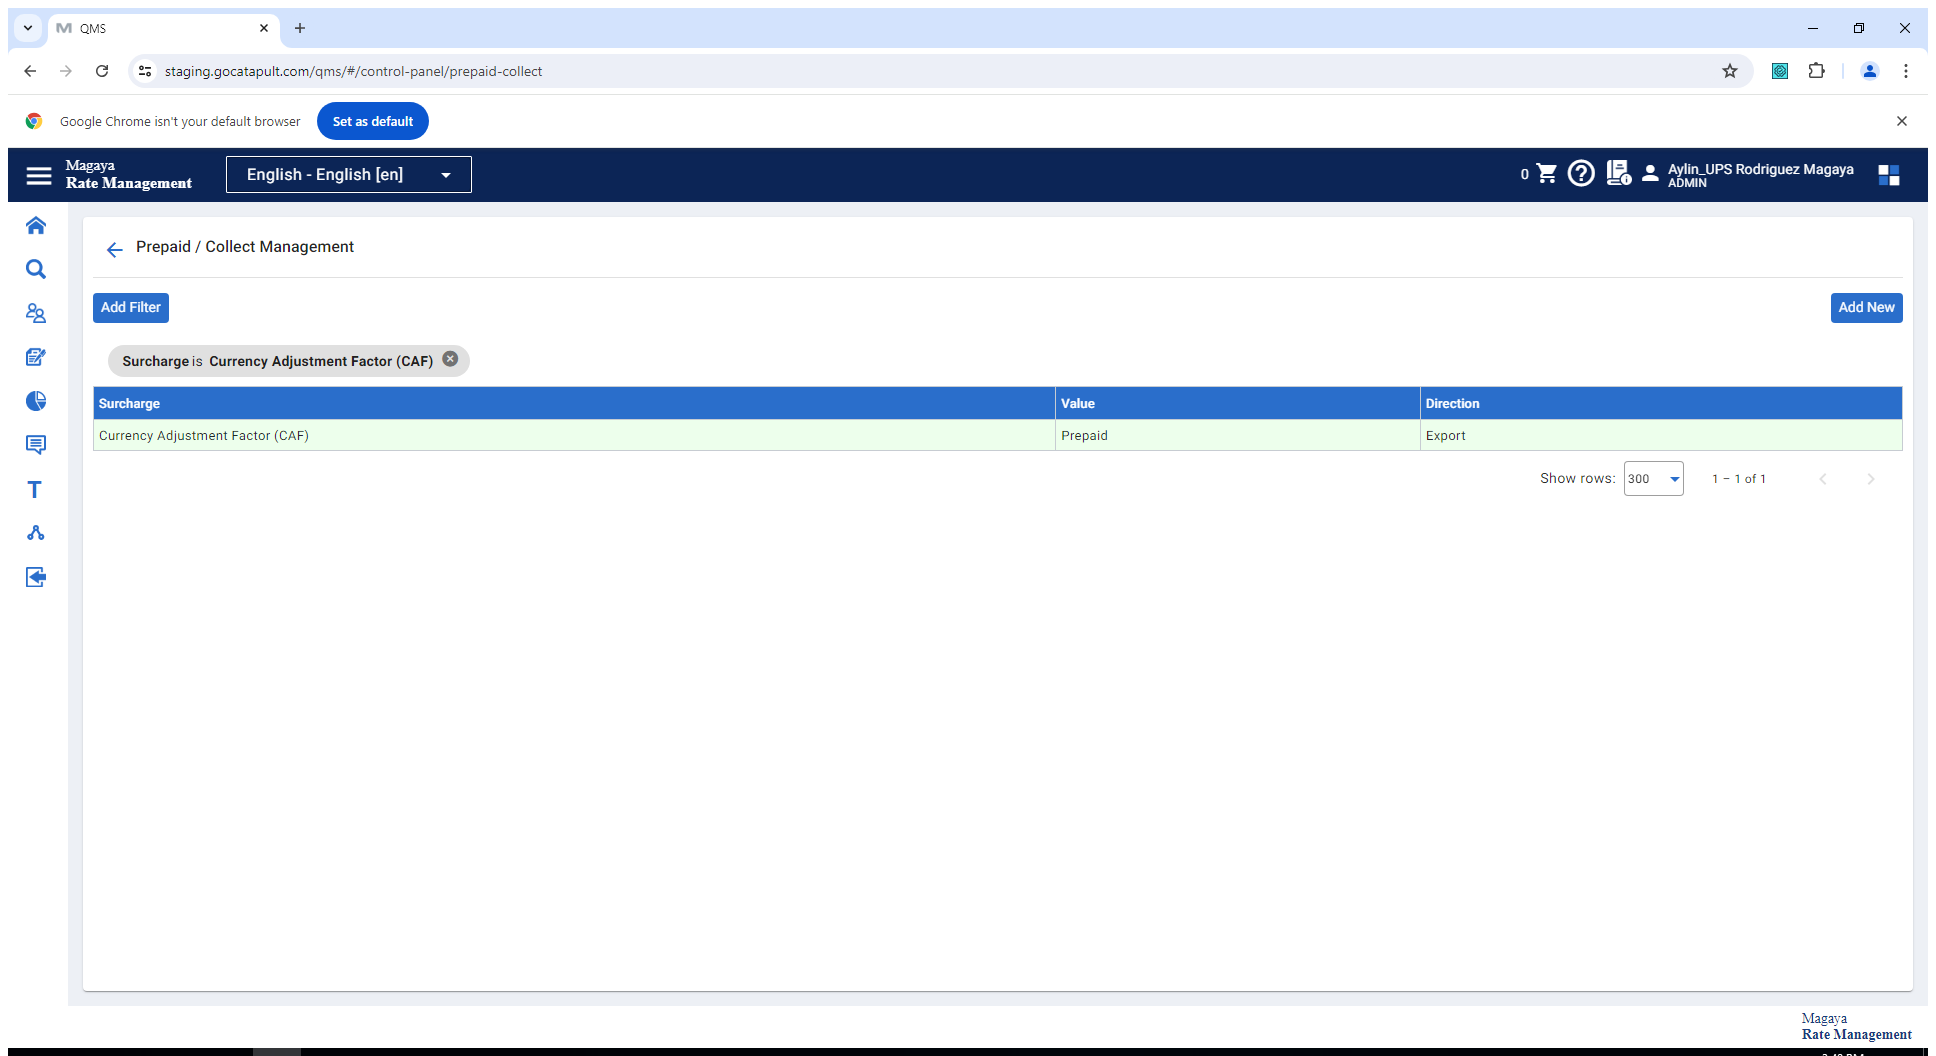 QMS
staging.gocatapult.com/qms/#/control-panel/prepaid-collect
Google Chrome isn't your default browser
Set as default
Magaya
Rate Management
English - English [en]
0
Aylin_UPS Rodriguez Magaya
ADMIN
Prepaid / Collect Management
Add Filter
Add New
Surcharge is Currency Adjustment Factor (CAF)
Surcharge Value Direction
Currency Adjustment Factor (CAF) Prepaid Export
Show rows: 300 1 – 1 of 1
Magaya
Rate Management